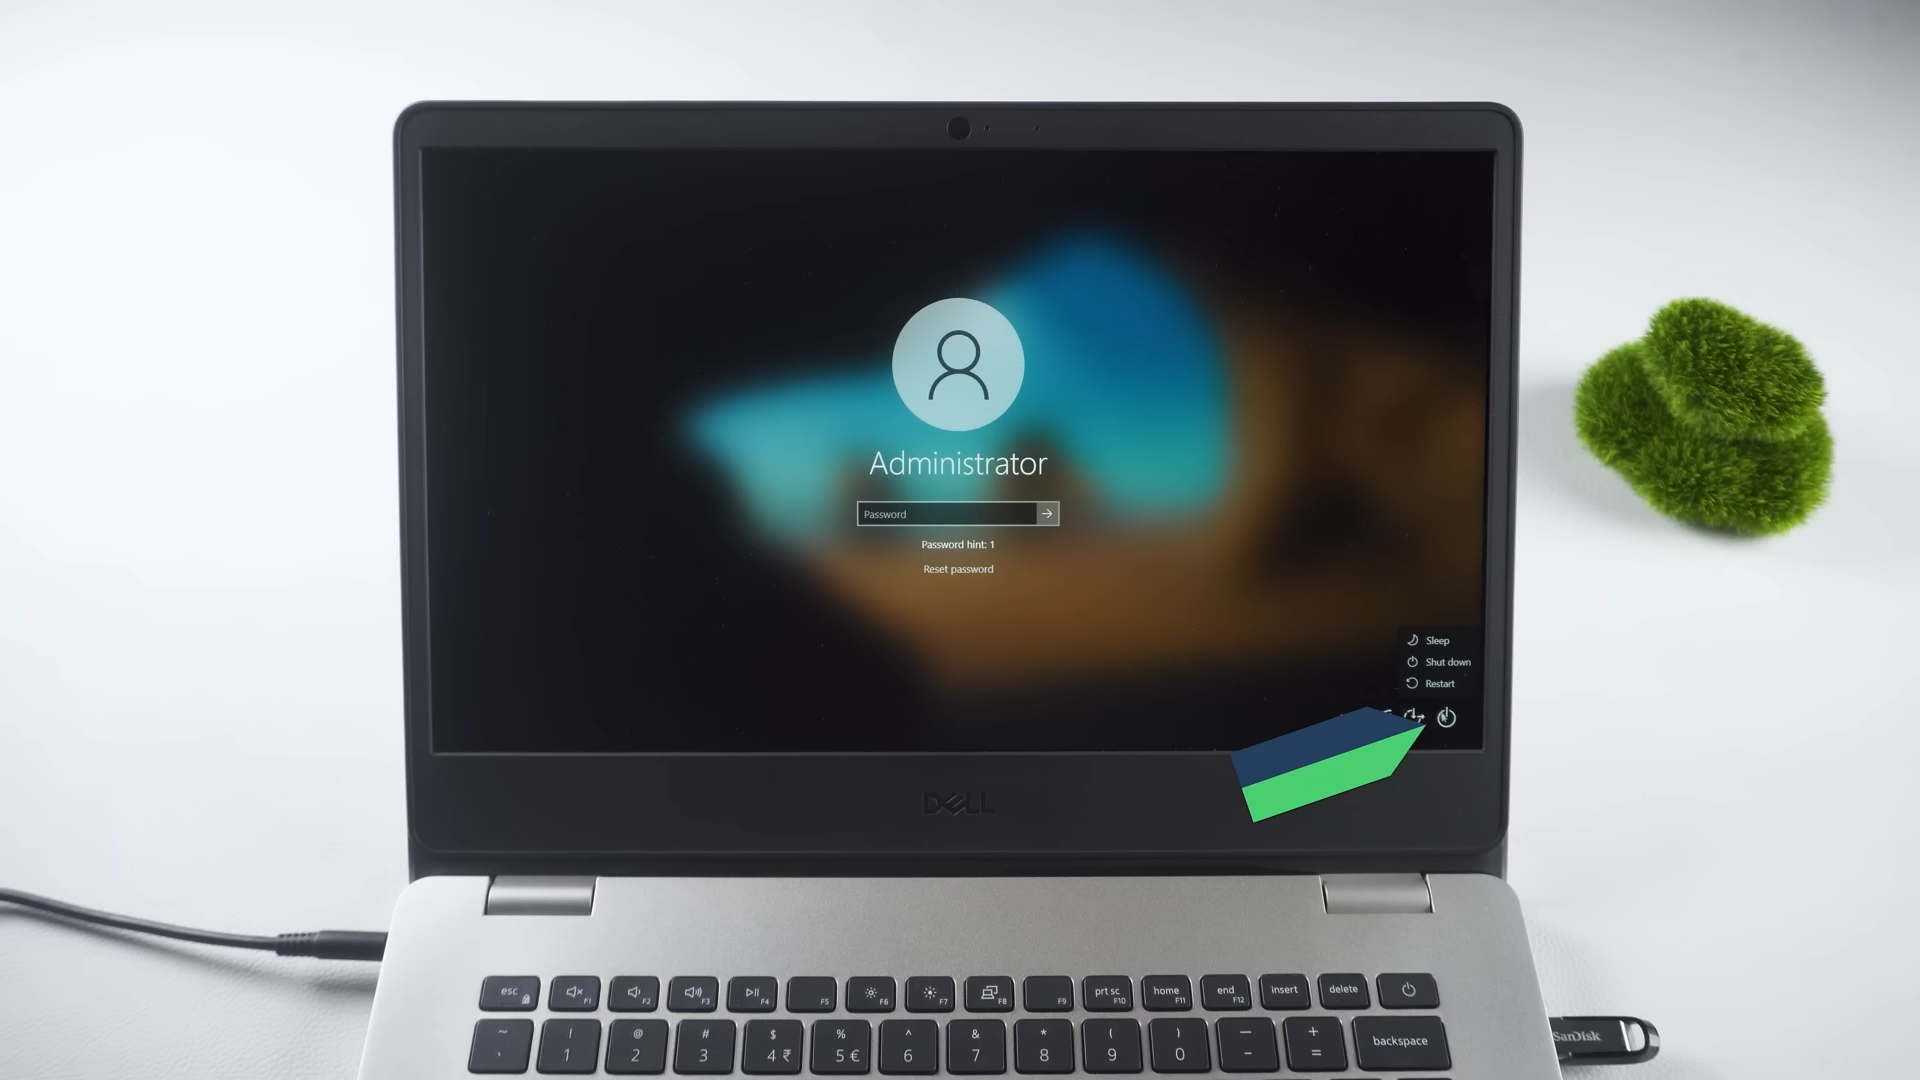 Administrator
Password
Password hint: 1
Reset password
Sleep
Shut down
Restart
DELL
esc F1 F2 F3 F4 F5 F6 F7 F8 F9 prt sc F10 home F11 end F12 insert delete
~ ! @ # $ % ^ & * ( ) — +
` 1 2 3 4 ₹ 5 € 6 7 8 9 0 - = backspace
SanDisk